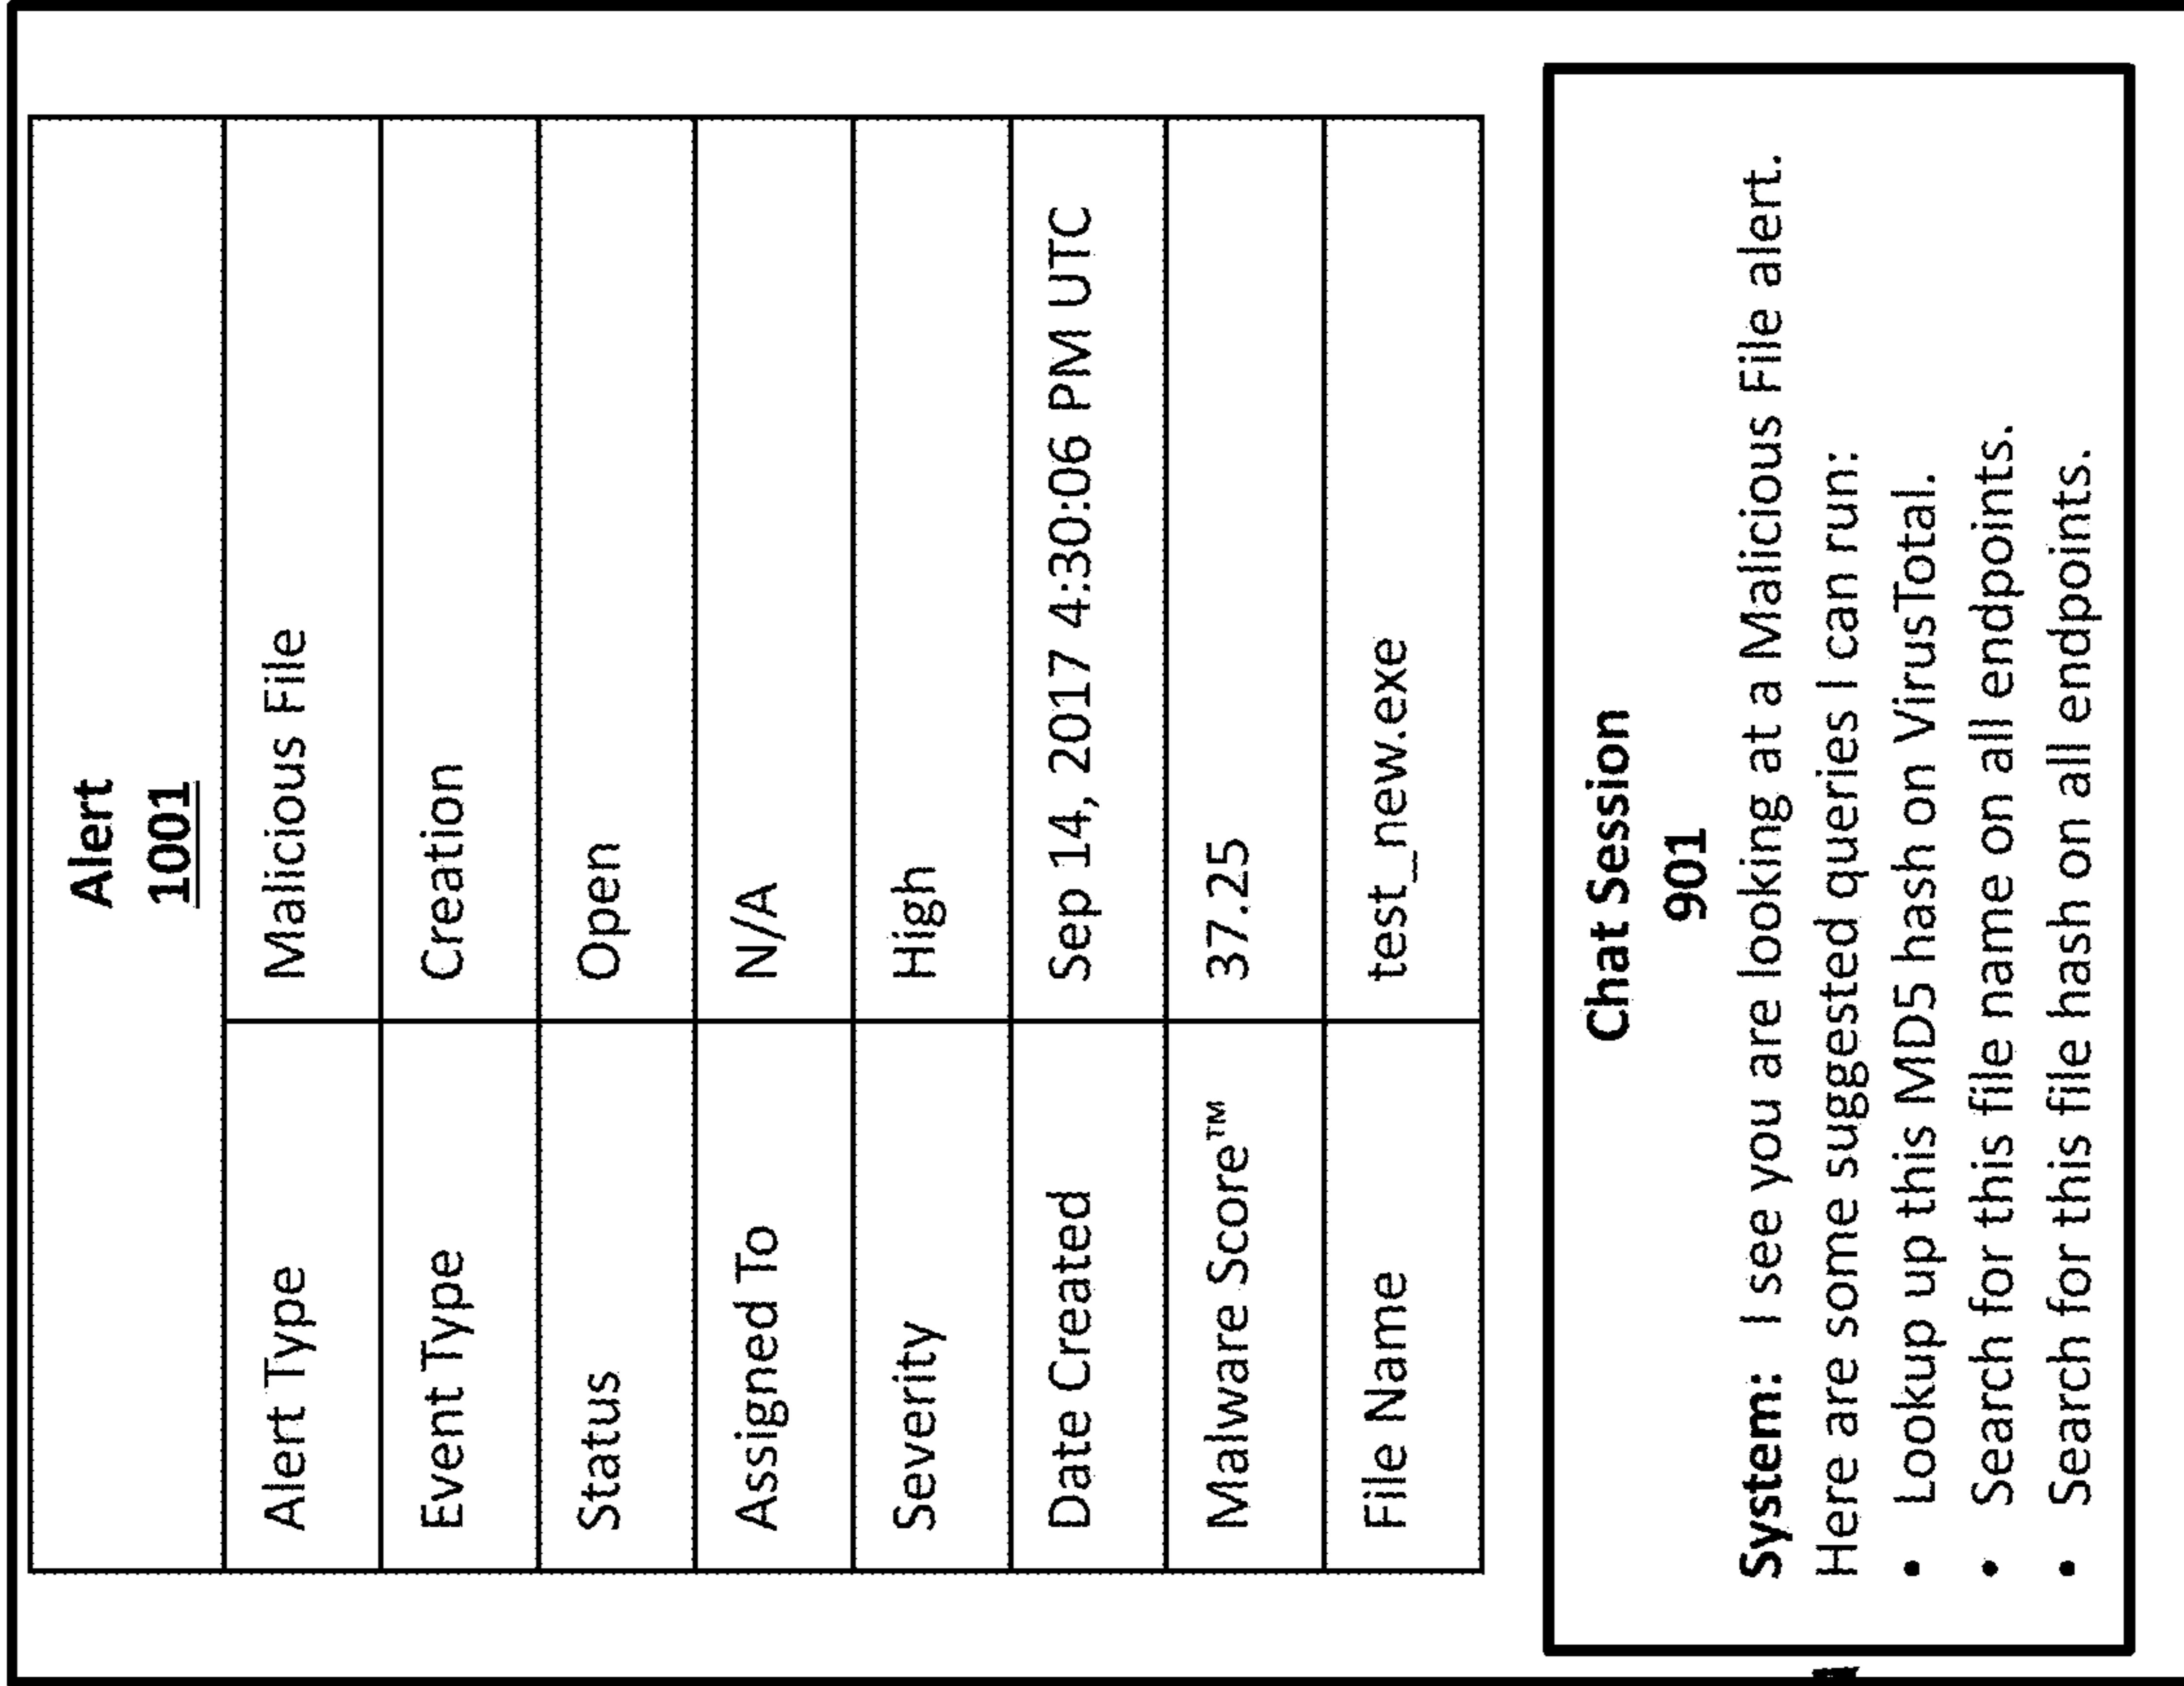 Alert
1001
Alert Type Malicious File
Event Type Creation
Status Open
Assigned To N/A
Severity High
Date Created Sep 14, 2017 4:30:06 PM UTC
Malware Score™ 37.25
File Name test_new.exe
Chat Session
901
System: I see you are looking at a Malicious File alert.
Here are some suggested queries I can run:
• Lookup up this MD5 hash on VirusTotal.
• Search for this file name on all endpoints.
• Search for this file hash on all endpoints.